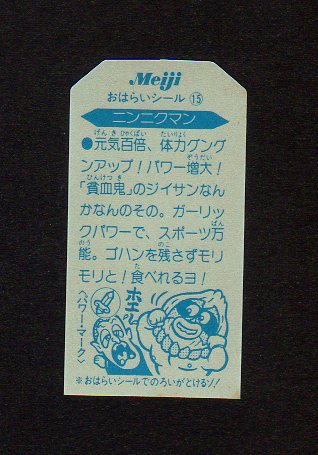 Meiji
おはらいシール⑮
ニンニクマン
●元気百倍、体力グング
ンアップ!パワー増大!
「貧血鬼」のジイサンなん
かなんのその。ガーリッ
クパワーで、スポーツ万
能。ゴハンを残さずモリ
モリと!食べれるヨ!
〈パワー・マーク〉
※おはらいシールでのろいがとけるゾ!